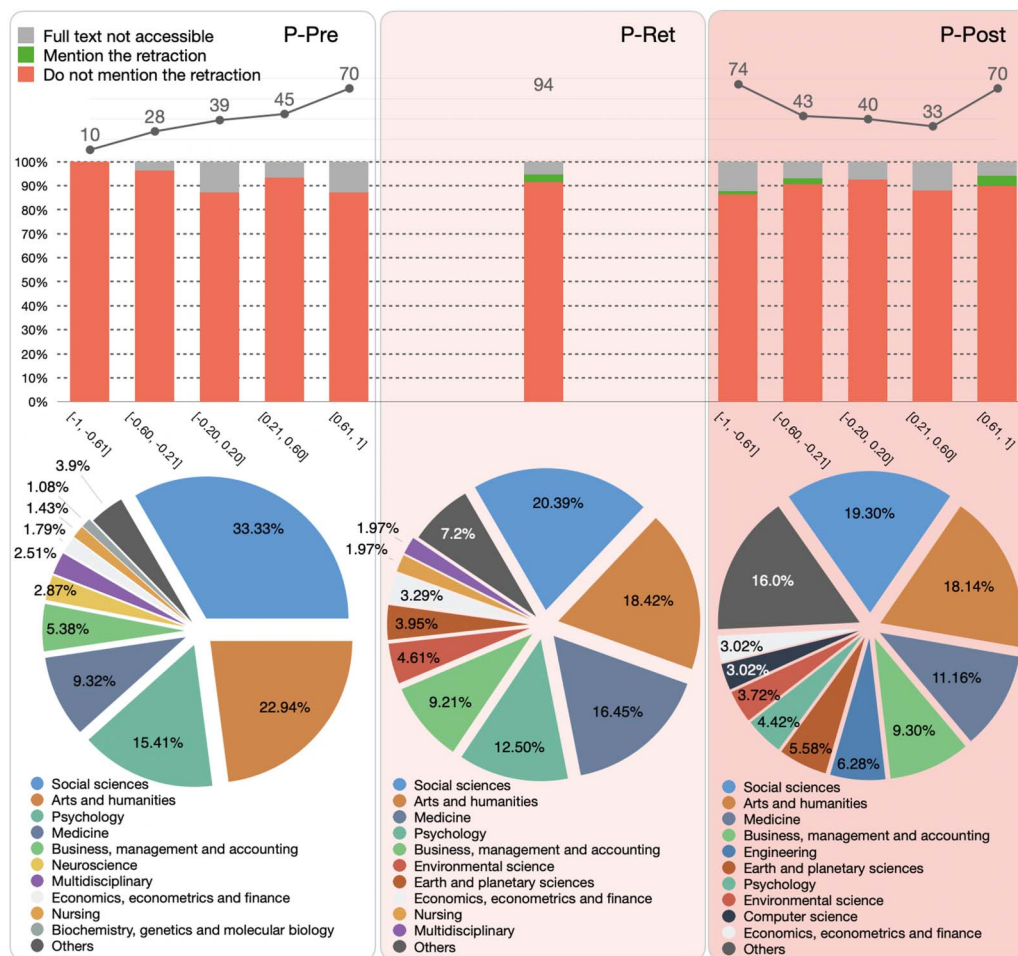 Full text not accessible
Mention the retraction
Do not mention the retraction
P-Pre
P-Ret
P-Post
10
28
39
45
70
94
74
43
40
33
70
100%
90%
80%
70%
60%
50%
40%
30%
20%
10%
0%
[-1, -0.61]
[-0.60, -0.21]
[-0.20, 0.20]
[0.21, 0.60]
[0.61, 1]
[-1, -0.61]
[-0.60, -0.21]
[-0.20, 0.20]
[0.21, 0.60]
[0.61, 1]
33.33%
22.94%
15.41%
9.32%
5.38%
2.87%
2.51%
1.79%
1.43%
1.08%
3.9%
Social sciences
Arts and humanities
Psychology
Medicine
Business, management and accounting
Neuroscience
Multidisciplinary
Economics, econometrics and finance
Nursing
Biochemistry, genetics and molecular biology
Others
20.39%
18.42%
16.45%
12.50%
9.21%
4.61%
3.95%
3.29%
1.97%
1.97%
7.2%
Social sciences
Arts and humanities
Medicine
Psychology
Business, management and accounting
Environmental science
Earth and planetary sciences
Economics, econometrics and finance
Nursing
Multidisciplinary
Others
19.30%
18.14%
11.16%
9.30%
6.28%
5.58%
4.42%
3.72%
3.02%
3.02%
16.0%
Social sciences
Arts and humanities
Medicine
Business, management and accounting
Engineering
Earth and planetary sciences
Psychology
Environmental science
Computer science
Economics, econometrics and finance
Others